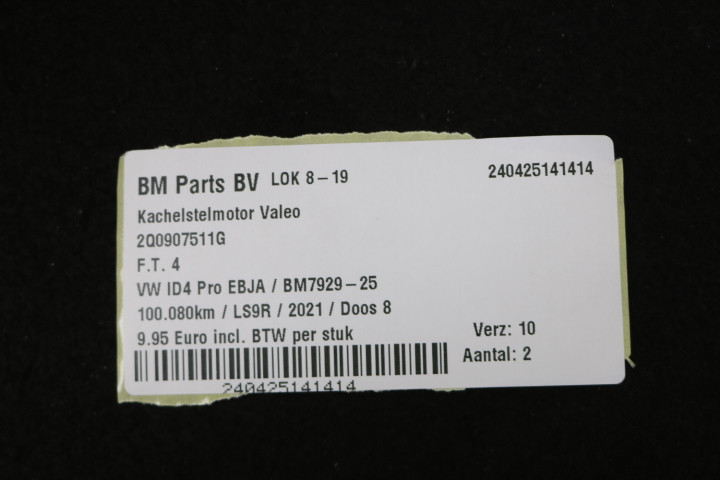 BM Parts BV LOK 8-19 240425141414
Kachelstelmotor Valeo
2Q0907511G
F.T. 4
VW ID4 Pro EBJA / BM7929-25
100.080km / LS9R / 2021 / Doos 8
9.95 Euro incl. BTW per stuk Verz: 10
Aantal: 2
240425141414